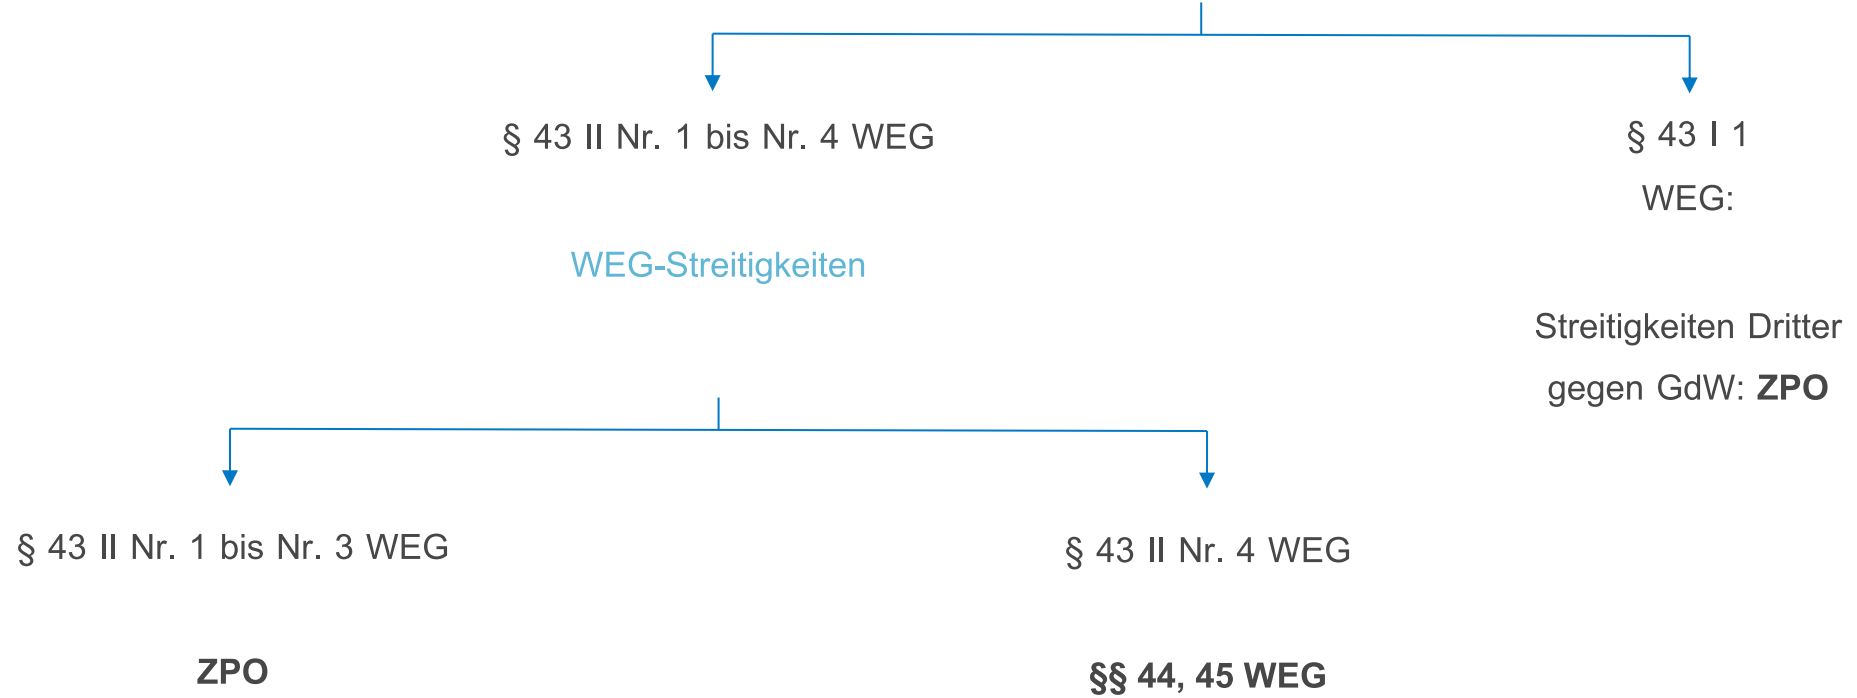 § 43 II Nr. 1 bis Nr. 4 WEG
§ 43 I 1
WEG:
WEG-Streitigkeiten
Streitigkeiten Dritter
gegen GdW: ZPO
§ 43 II Nr. 1 bis Nr. 3 WEG
§ 43 II Nr. 4 WEG
ZPO
§§ 44, 45 WEG